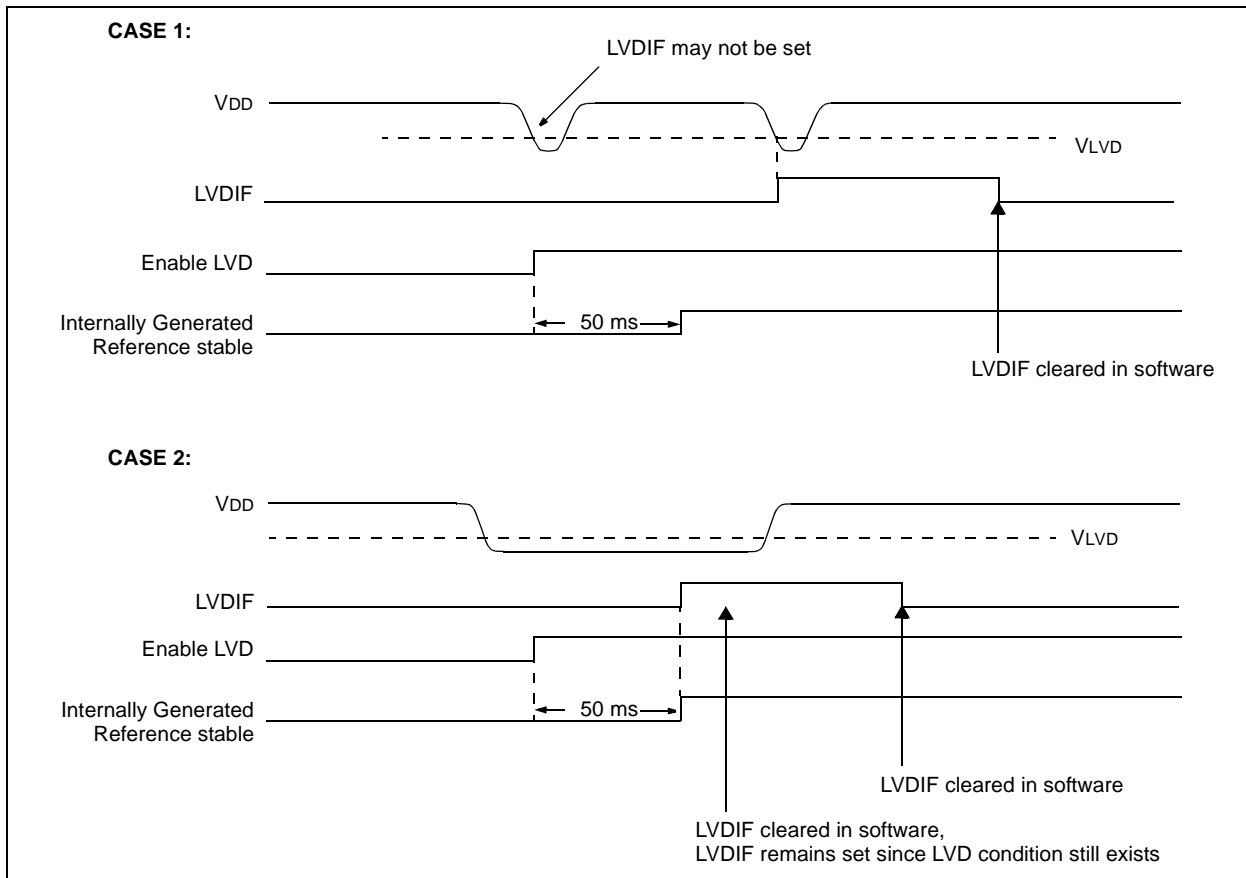 CASE 1:
LVDIF may not be set
VDD
VLVD
LVDIF
Enable LVD
50 ms
Internally Generated
Reference stable
LVDIF cleared in software
CASE 2:
VDD
VLVD
LVDIF
Enable LVD
50 ms
Internally Generated
Reference stable
LVDIF cleared in software
LVDIF cleared in software,
LVDIF remains set since LVD condition still exists